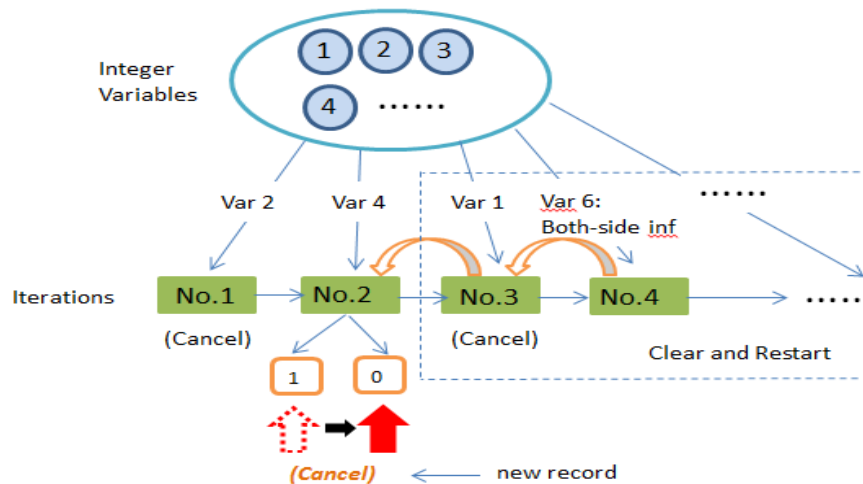 1 2 3
Integer
Variables
4 ......
Var 2 Var 4 Var 1 Var 6: ......
Both-side inf
Iterations No.1 No.2 No.3 No.4 ......
(Cancel) (Cancel)
Clear and Restart
1 0
(Cancel) new record